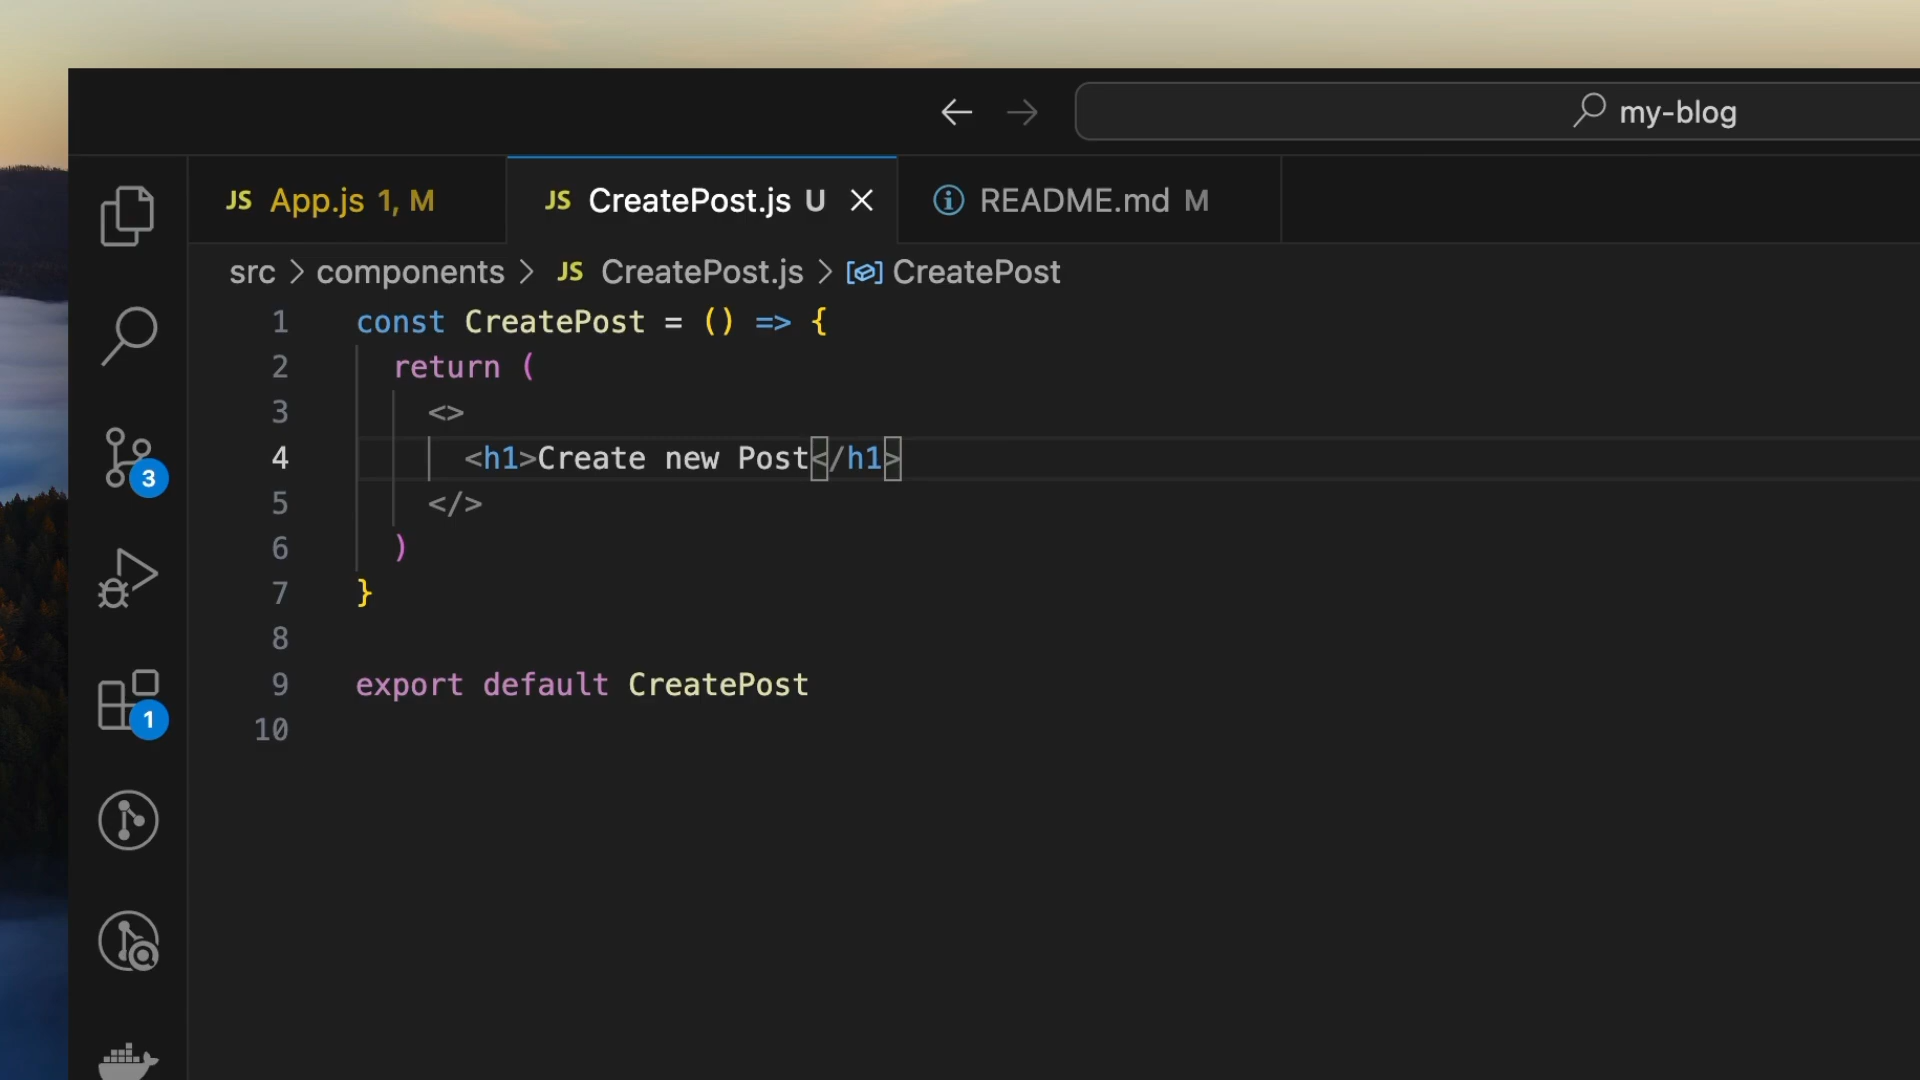 my-blog
JS App.js 1, M
JS CreatePost.js U
README.md M
src > components > JS CreatePost.js > CreatePost
1 const CreatePost = () => {
2 return (
3 <>
4 <h1>Create new Post</h1>
5 </>
6 )
7 }
8
9 export default CreatePost
10
3
1